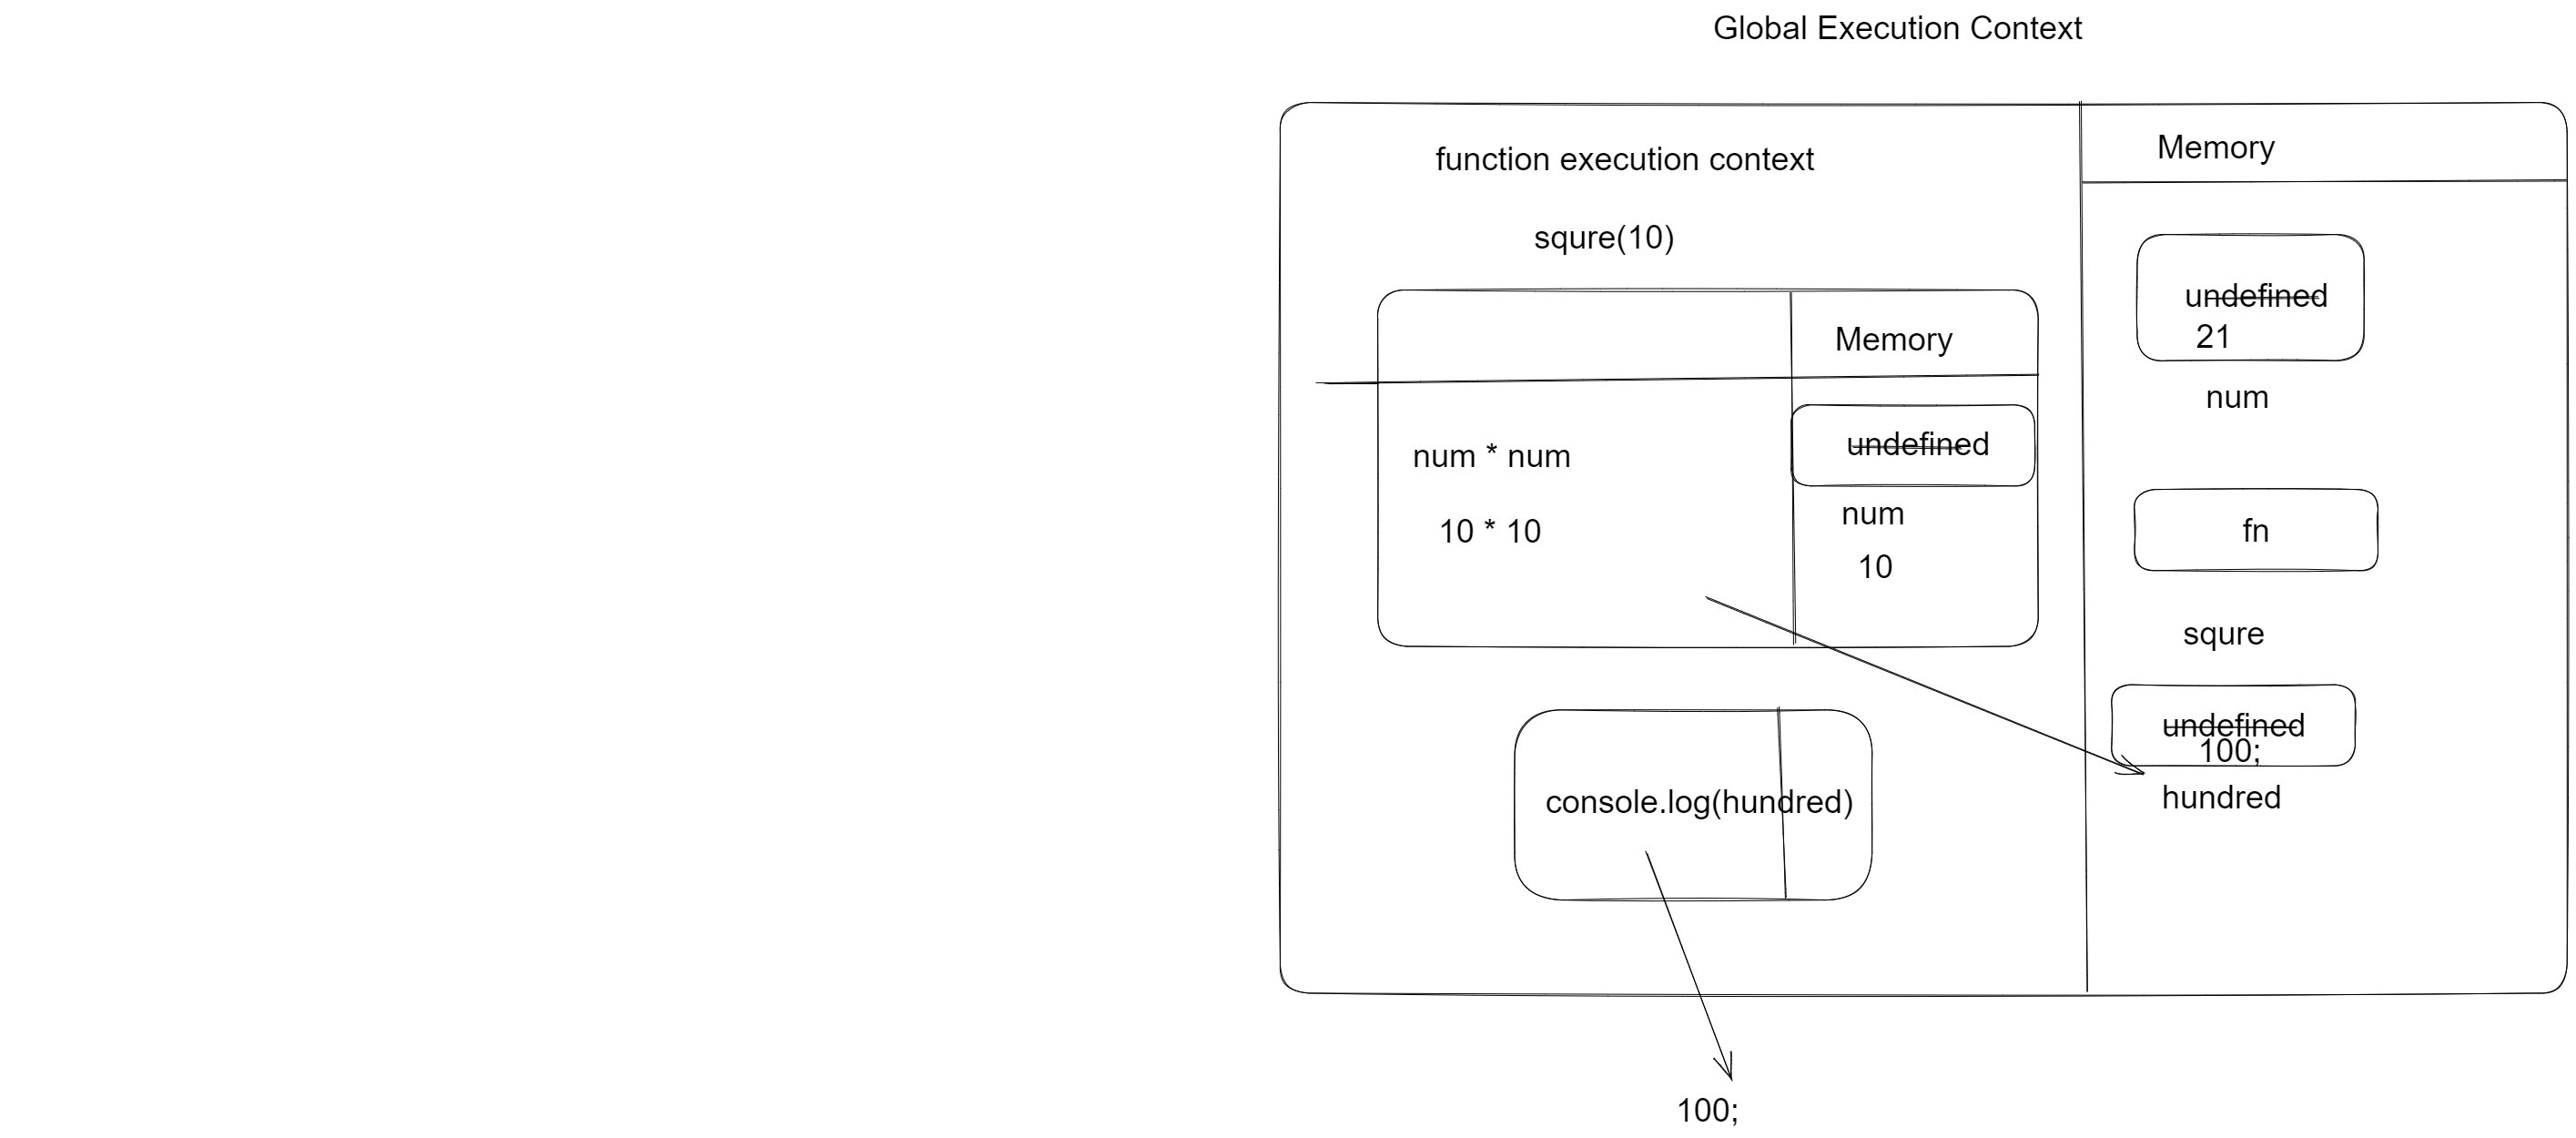 Global Execution Context
function execution context
squre(10)
Memory
num * num
10 * 10
undefined
num
10
console.log(hundred)
100;
Memory
undefined
21
num
fn
squre
undefined
100;
hundred